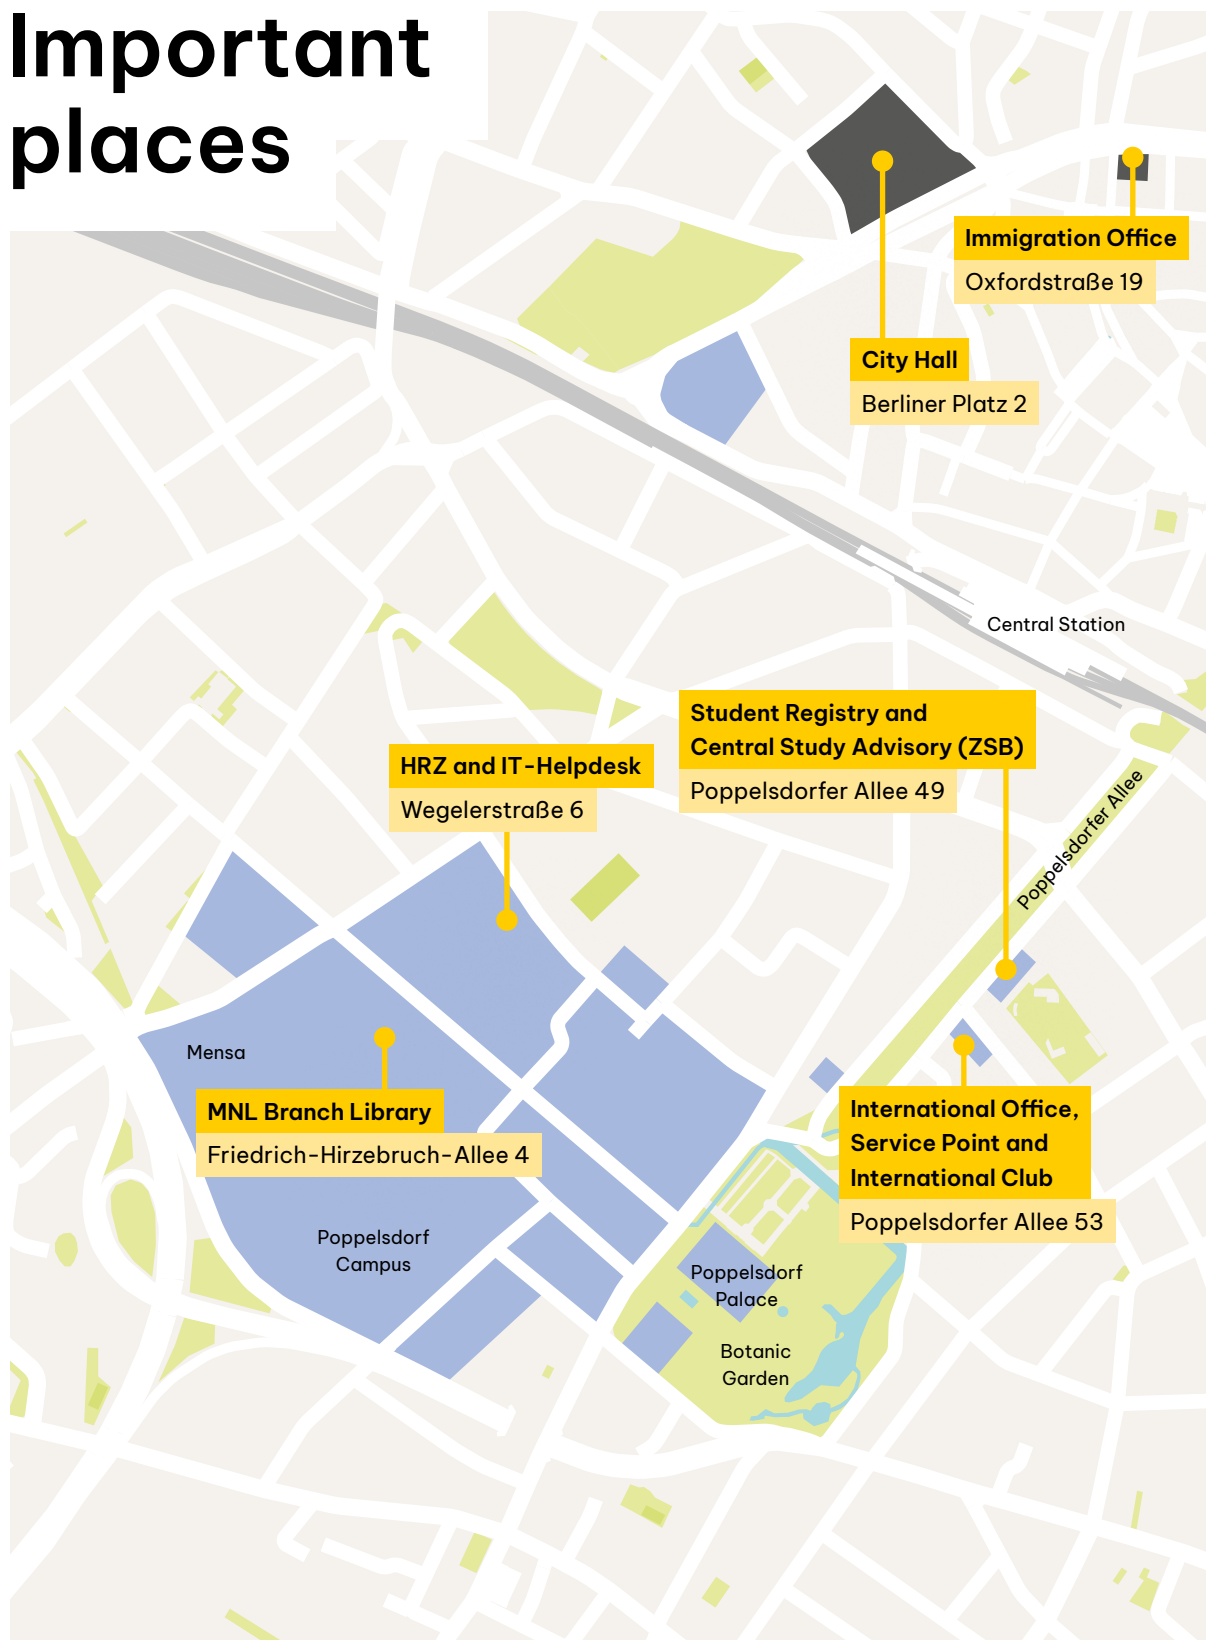 Important
places
Immigration Office
Oxfordstraße 19
City Hall
Berliner Platz 2
Central Station
Student Registry and
Central Study Advisory (ZSB)
Poppelsdorfer Allee 49
HRZ and IT-Helpdesk
Wegelerstraße 6
Poppelsdorfer Allee
Mensa
MNL Branch Library
Friedrich-Hirzebruch-Allee 4
International Office,
Service Point and
International Club
Poppelsdorfer Allee 53
Poppelsdorf
Campus
Poppelsdorf
Palace
Botanic
Garden